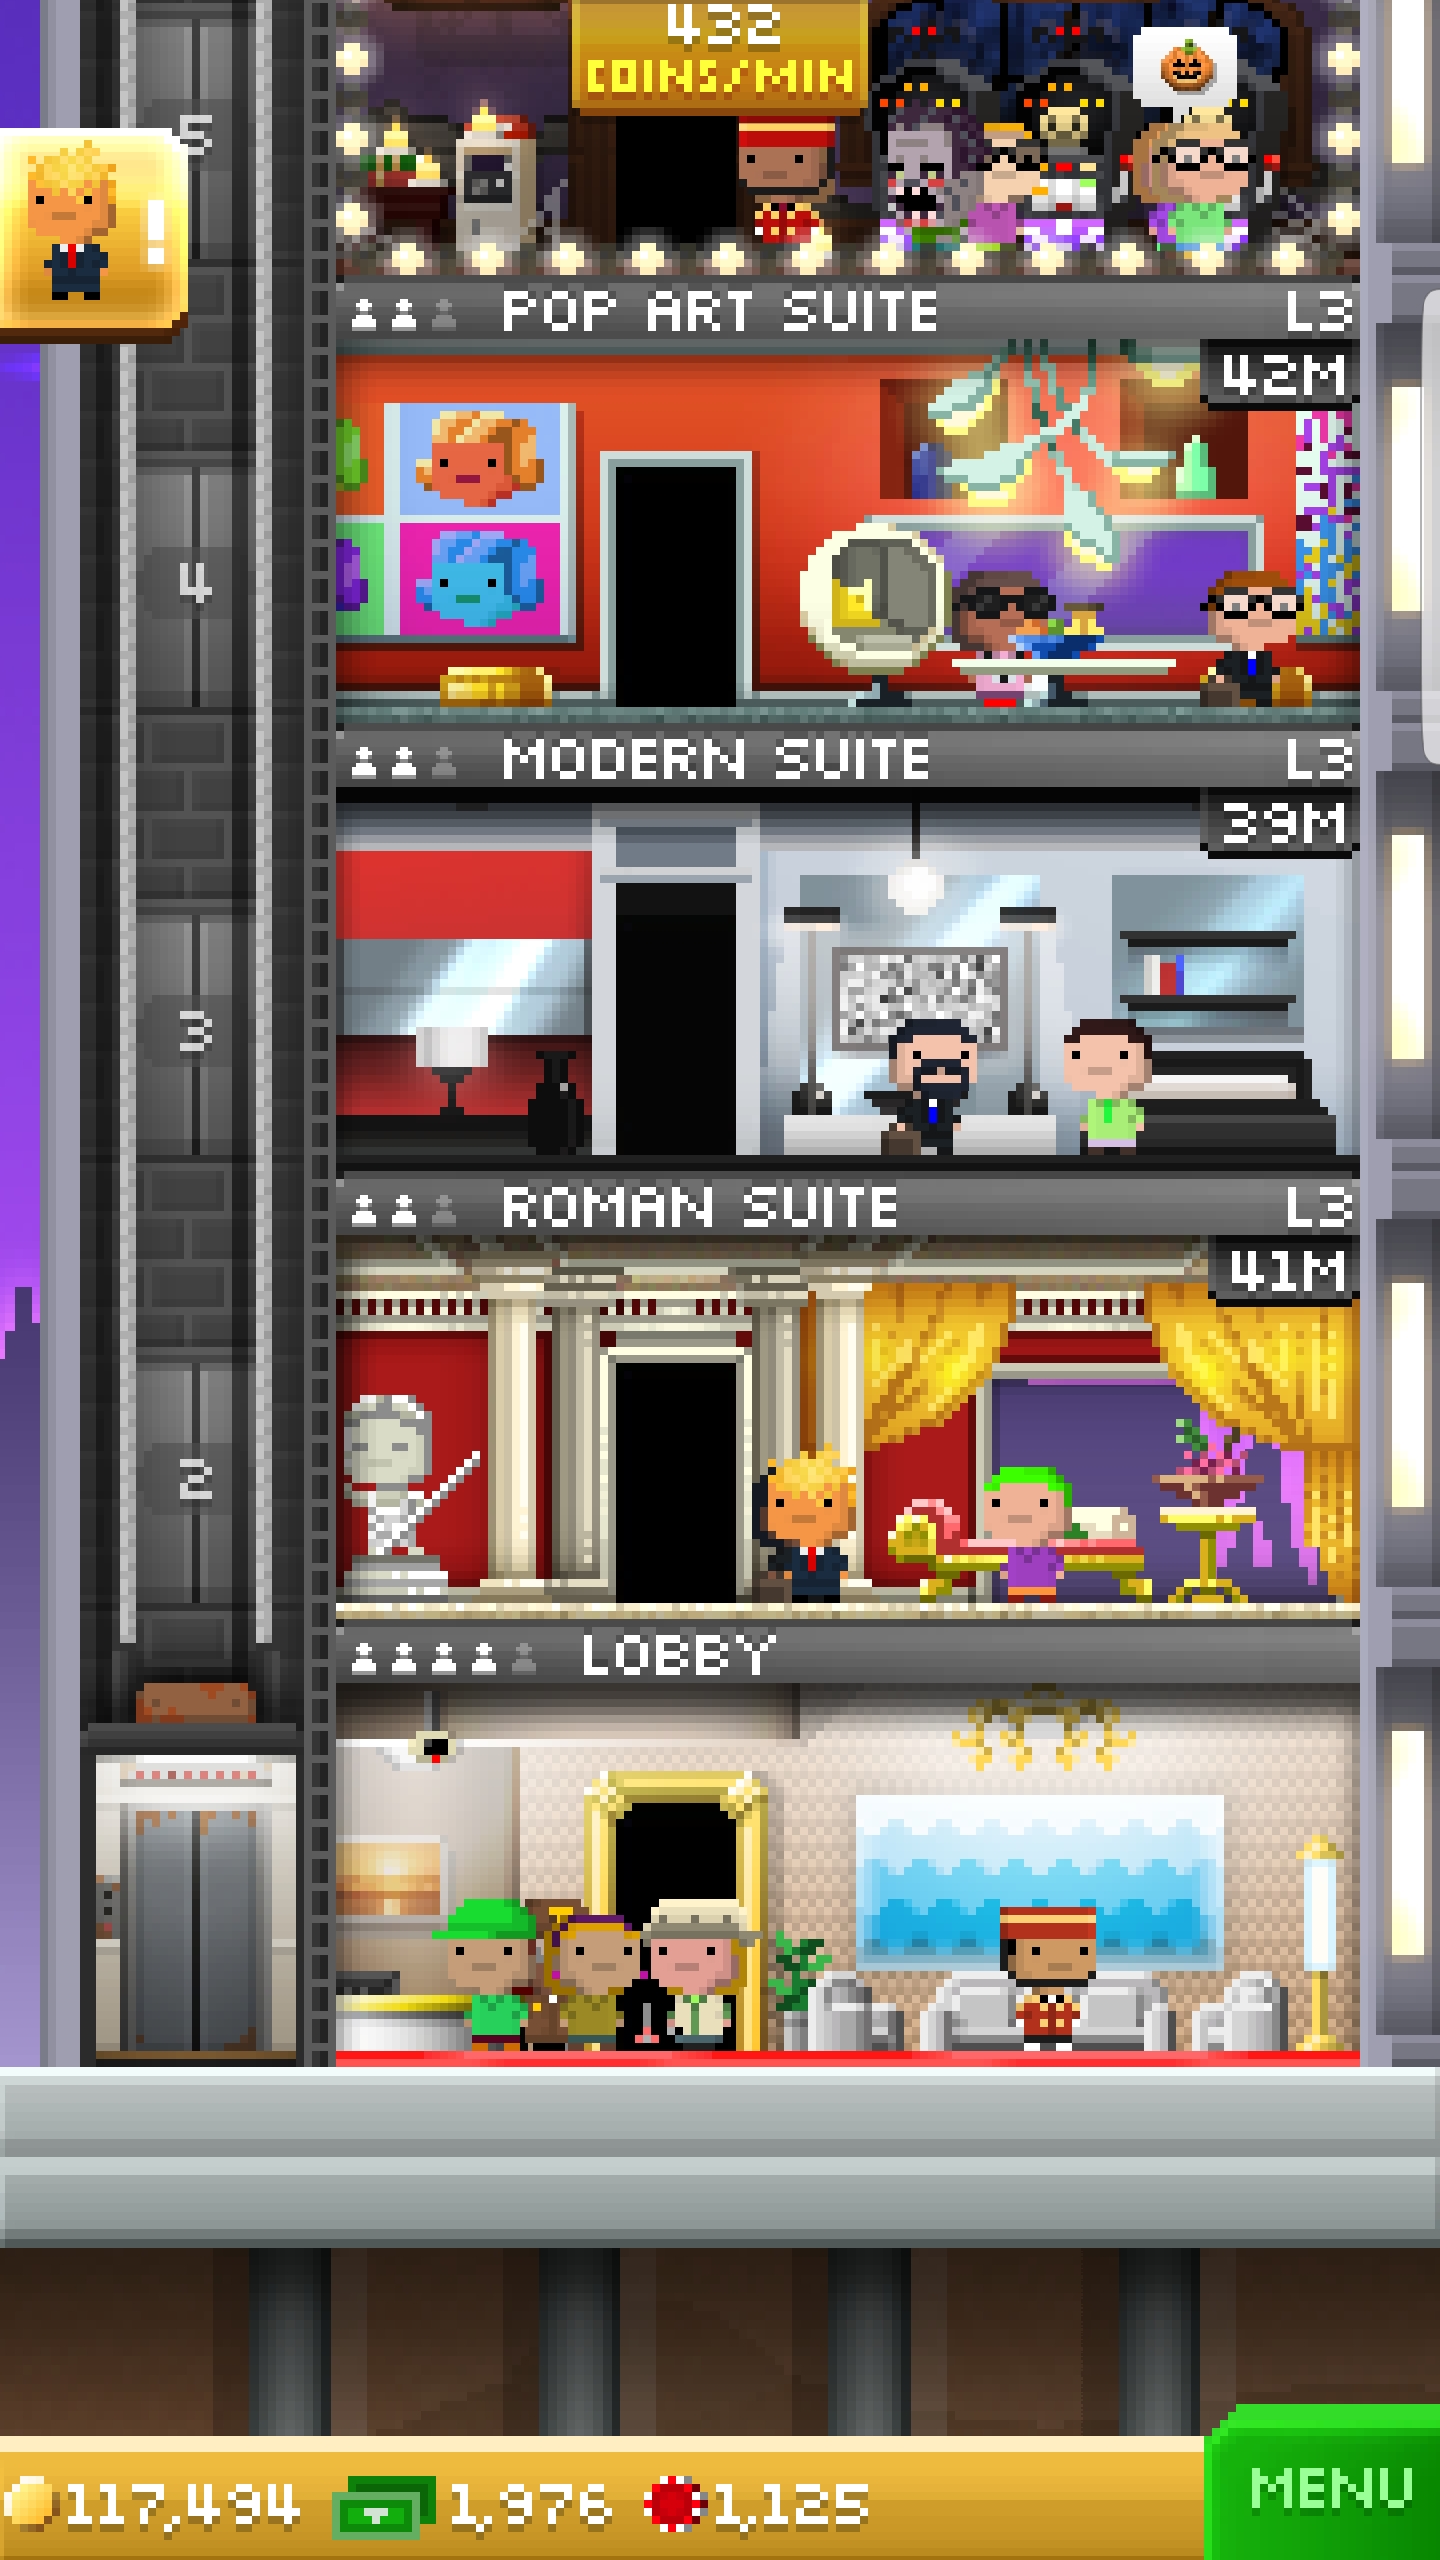 432
COINS/MIN
5
!
POP ART SUITE L3
42M
4
MODERN SUITE L3
39M
3
ROMAN SUITE L3
41M
2
LOBBY
117,494 1,976 1,125
MENU